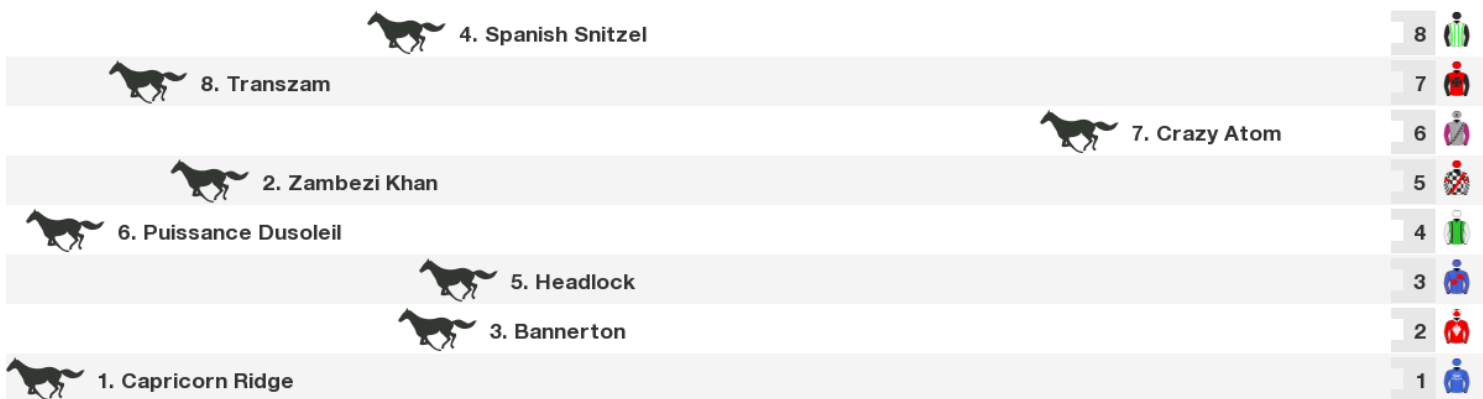 4. Spanish Snitzel 8
8. Transzam 7
7. Crazy Atom 6
2. Zambezi Khan 5
6. Puissance Dusoleil 4
5. Headlock 3
3. Bannerton 2
1. Capricorn Ridge 1